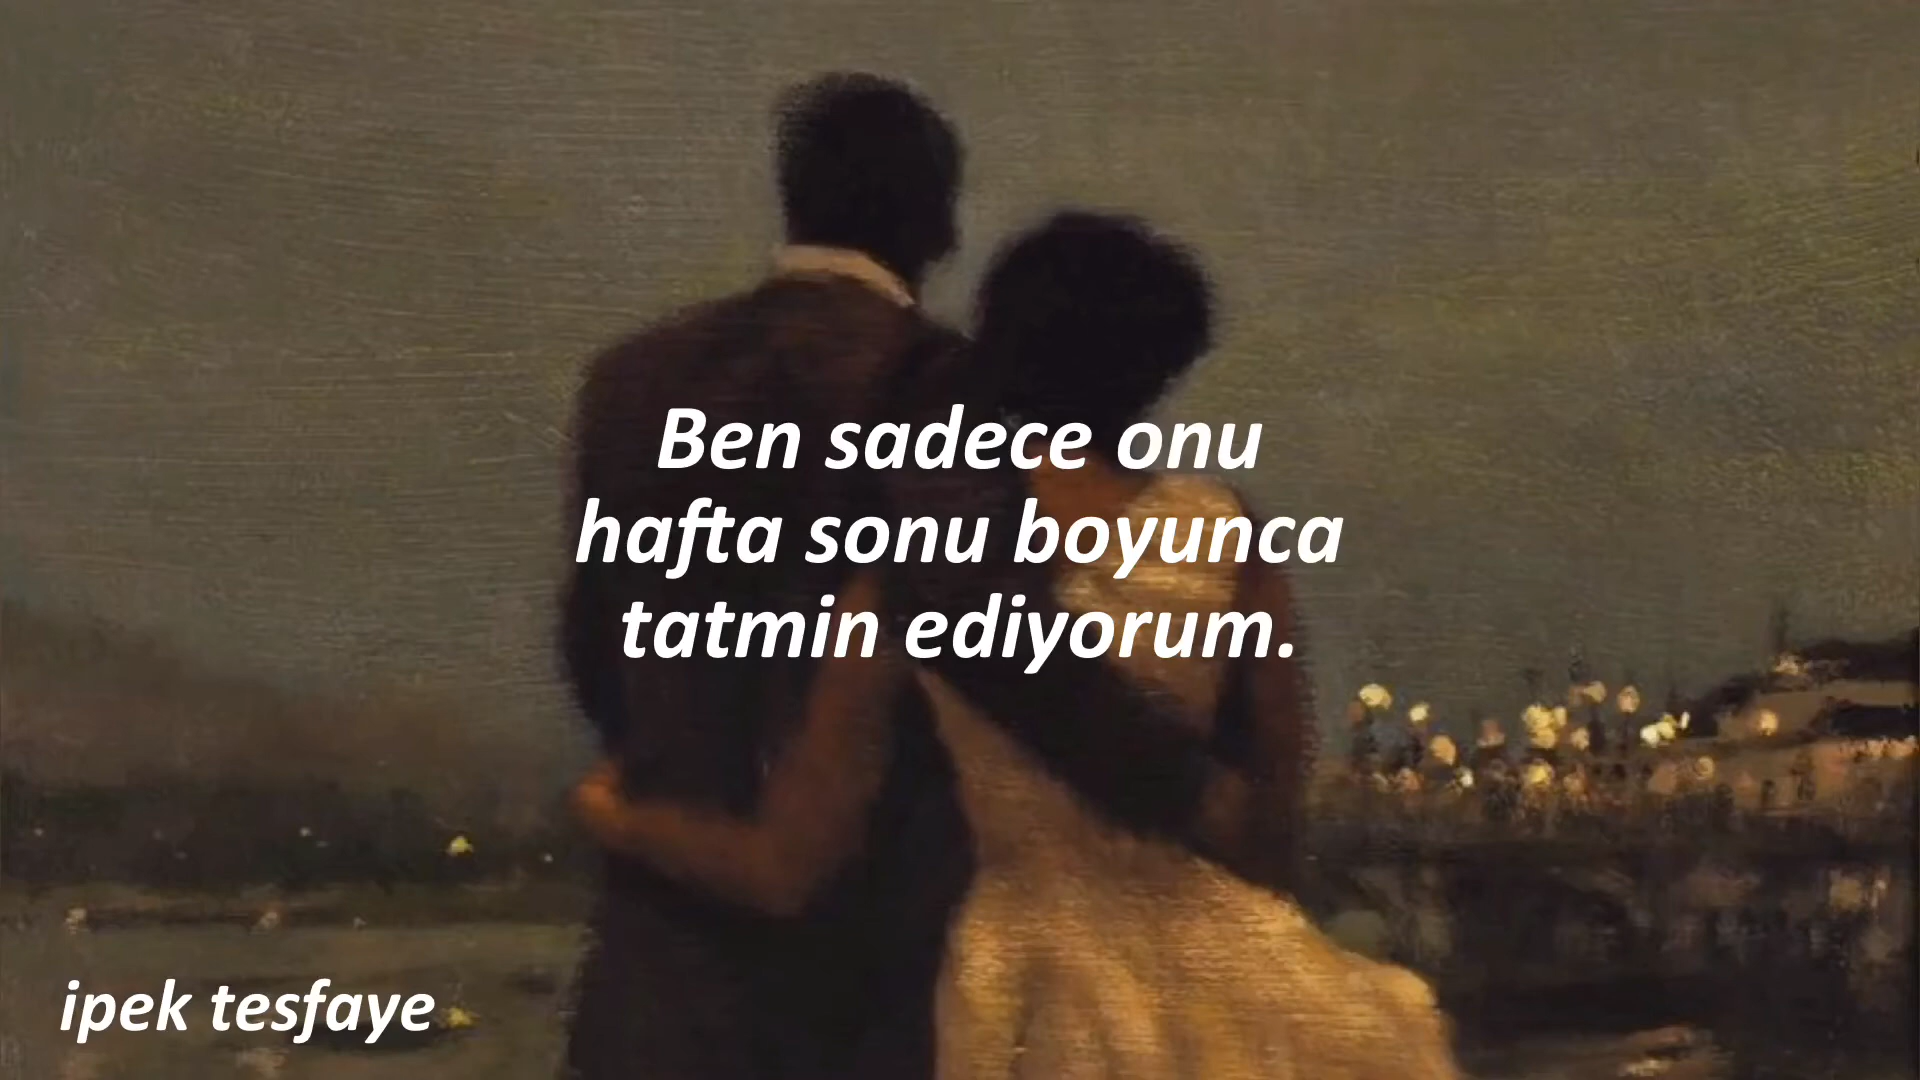 Ben sadece onu
hafta sonu boyunca
tatmin ediyorum.
ipek tesfaye